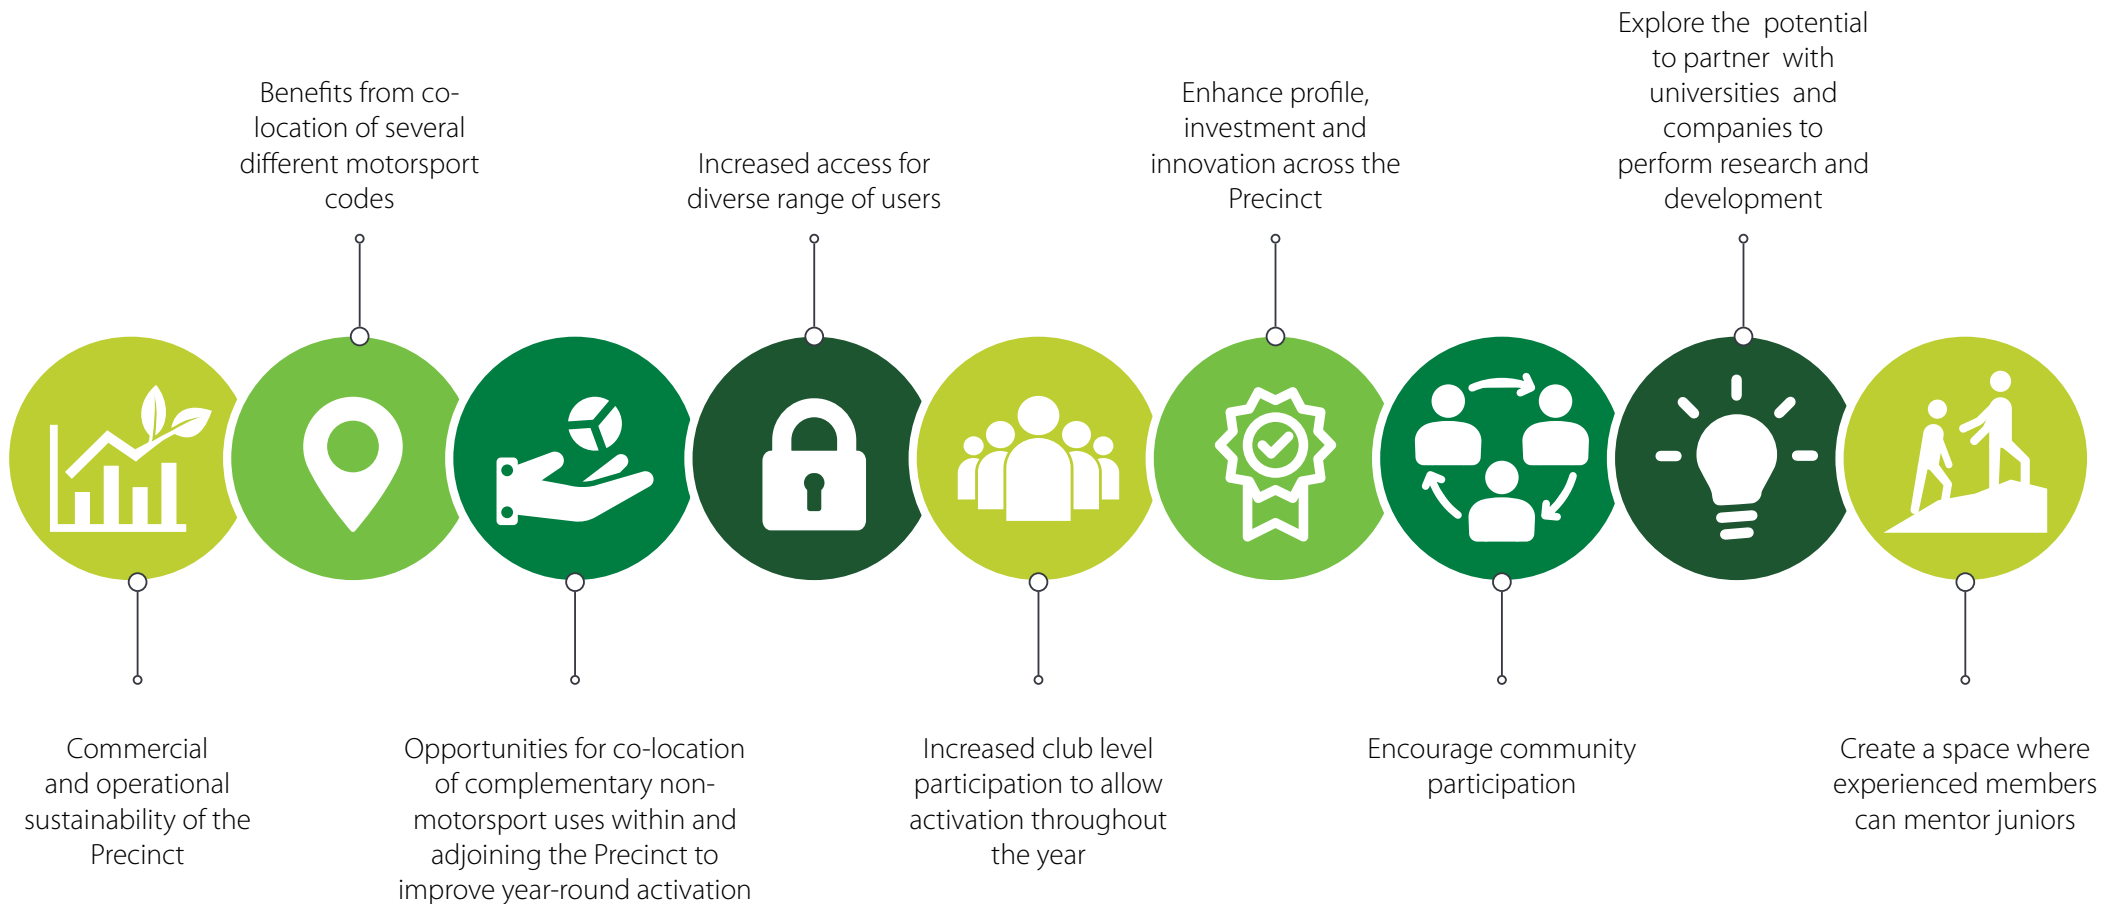 Commercial
and operational
sustainability of the
Precinct
Benefits from co-
location of several
different motorsport
codes
Opportunities for co-location
of complementary non-
motorsport uses within and
adjoining the Precinct to
improve year-round activation
Increased access for
diverse range of users
Increased club level
participation to allow
activation throughout
the year
Enhance profile,
investment and
innovation across the
Precinct
Encourage community
participation
Explore the potential
to partner with
universities and
companies to
perform research and
development
Create a space where
experienced members
can mentor juniors